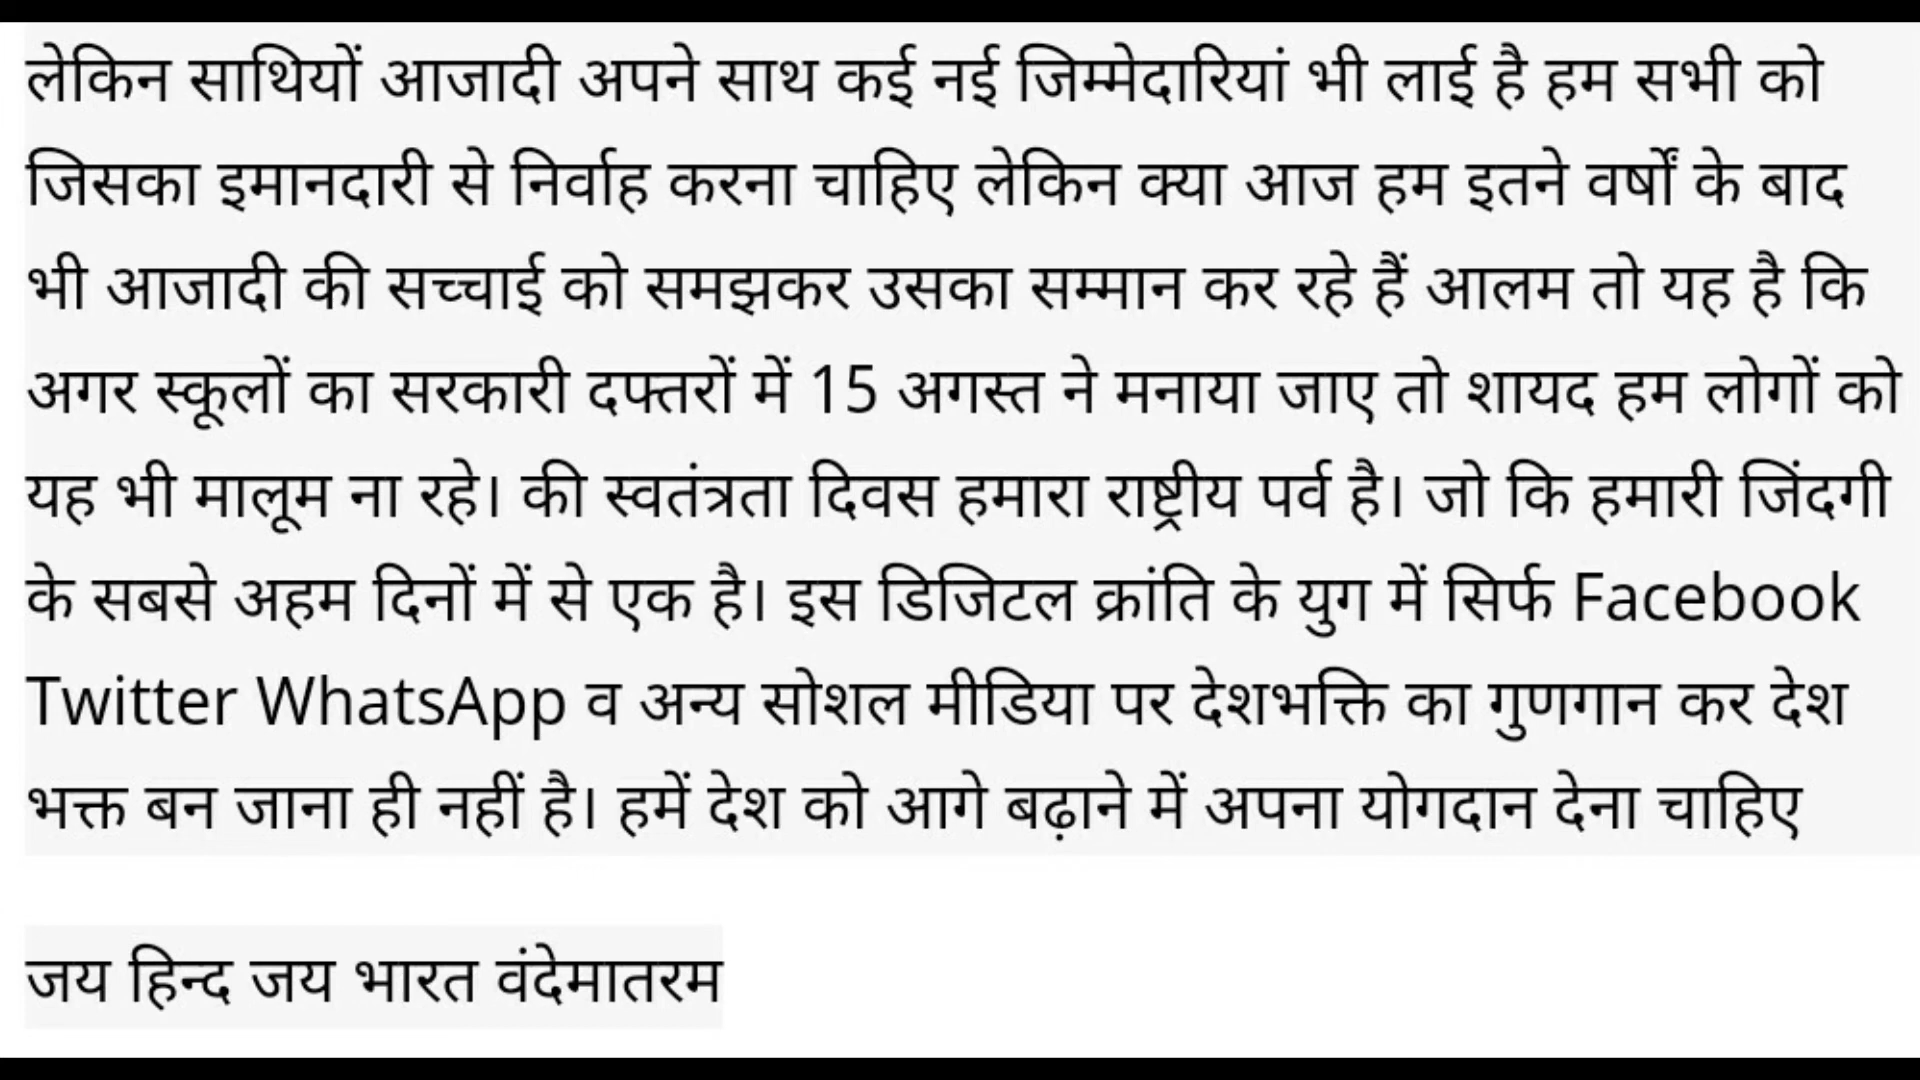 लेकिन साथियों आजादी अपने साथ कई नई जिम्मेदारियां भी लाई है हम सभी को
जिसका इमानदारी से निर्वाह करना चाहिए लेकिन क्या आज हम इतने वर्षों के बाद
भी आजादी की सच्चाई को समझकर उसका सम्मान कर रहे हैं आलम तो यह है कि
अगर स्कूलों का सरकारी दफ्तरों में 15 अगस्त ने मनाया जाए तो शायद हम लोगों को
यह भी मालूम ना रहे। की स्वतंत्रता दिवस हमारा राष्ट्रीय पर्व है। जो कि हमारी जिंदगी
के सबसे अहम दिनों में से एक है। इस डिजिटल क्रांति के युग में सिर्फ Facebook
Twitter WhatsApp व अन्य सोशल मीडिया पर देशभक्ति का गुणगान कर देश
भक्त बन जाना ही नहीं है। हमें देश को आगे बढ़ाने में अपना योगदान देना चाहिए
जय हिन्द जय भारत वंदेमातरम